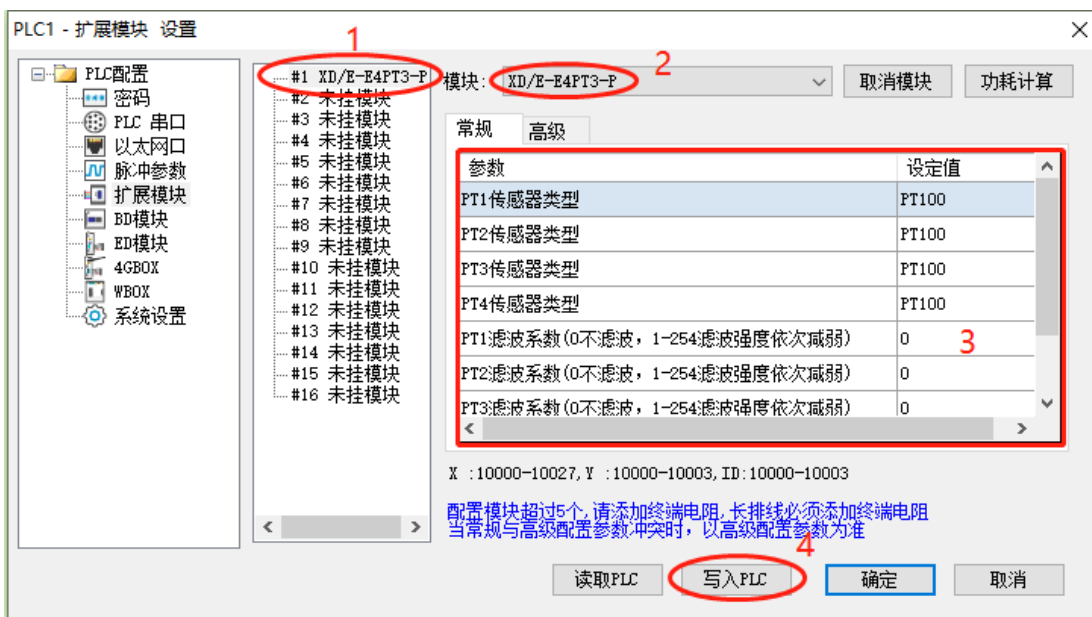 PLC1 - 扩展模块 设置
1
PLC配置
密码
PLC 串口
以太网口
脉冲参数
扩展模块
BD模块
ED模块
4GBOX
WBOX
系统设置
#1 XD/E-E4PT3-P
#2 未挂模块
#3 未挂模块
#4 未挂模块
#5 未挂模块
#6 未挂模块
#7 未挂模块
#8 未挂模块
#9 未挂模块
#10 未挂模块
#11 未挂模块
#12 未挂模块
#13 未挂模块
#14 未挂模块
#15 未挂模块
#16 未挂模块
模块: XD/E-E4PT3-P 2 取消模块 功耗计算
常规 高级
参数 设定值
PT1传感器类型 PT100
PT2传感器类型 PT100
PT3传感器类型 PT100
PT4传感器类型 PT100
PT1滤波系数(0不滤波，1-254滤波强度依次减弱) 0 3
PT2滤波系数(0不滤波，1-254滤波强度依次减弱) 0
PT3滤波系数(0不滤波，1-254滤波强度依次减弱) 0
X :10000-10027,Y :10000-10003,ID:10000-10003
配置模块超过5个,请添加终端电阻,长排线必须添加终端电阻
当常规与高级配置参数冲突时，以高级配置参数为准
4
读取PLC 写入PLC 确定 取消